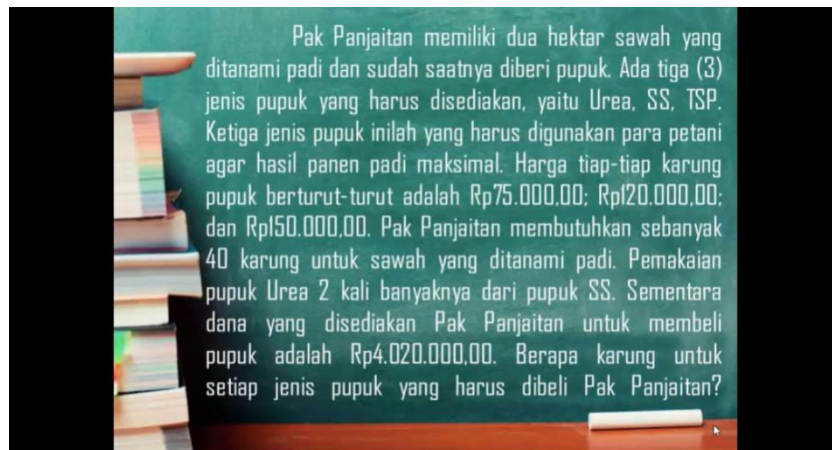 Pak Panjaitan memiliki dua hektar sawah yang
ditanami padi dan sudah saatnya diberi pupuk. Ada tiga (3)
jenis pupuk yang harus disediakan, yaitu Urea, SS, TSP.
Ketiga jenis pupuk inilah yang harus digunakan para petani
agar hasil panen padi maksimal. Harga tiap-tiap karung
pupuk berturut-turut adalah Rp75.000,00; Rp120.000,00;
dan Rp150.000,00. Pak Panjaitan membutuhkan sebanyak
40 karung untuk sawah yang ditanami padi. Pemakaian
pupuk Urea 2 kali banyaknya dari pupuk SS. Sementara
dana yang disediakan Pak Panjaitan untuk membeli
pupuk adalah Rp4.020.000,00. Berapa karung untuk
setiap jenis pupuk yang harus dibeli Pak Panjaitan?